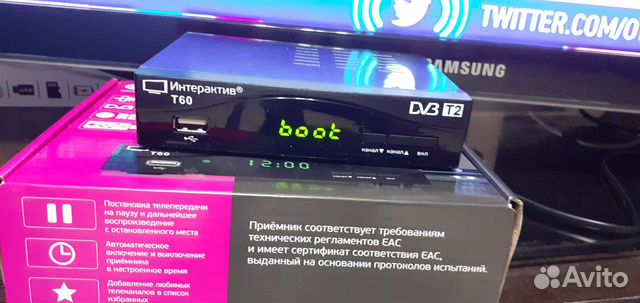 TWITTER.COM/O
SAMSUNG
Интерактив®
T60
boot
DVB T2
канал▼ канал▲ вкл
T60
12:00
Постановка телепередачи
на паузу и дальнейшее
воспроизведение
с остановленного места
Автоматическое
включение и выключение
приёмника
в настроенное время
Добавление любимых
телеканалов в список
избранных
Приёмник соответствует требованиям
технических регламентов ЕАС
и имеет сертификат соответствия ЕАС,
выданный на основании протоколов испытаний.
Avito